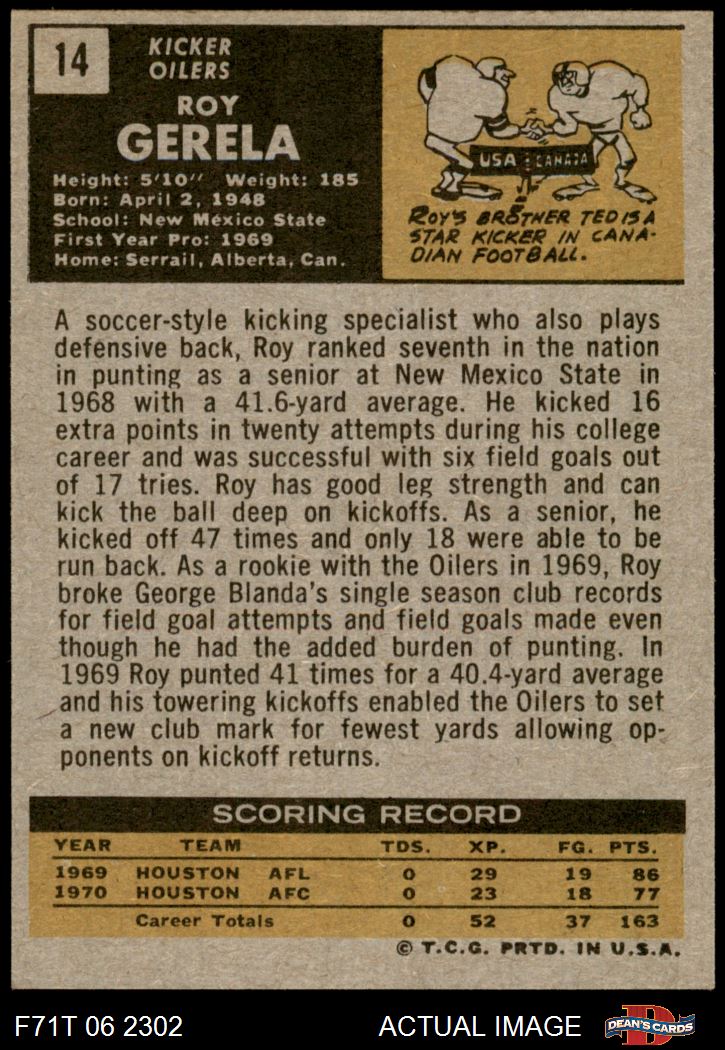 14
KICKER
OILERS
ROY
GERELA
Height: 5'10" Weight: 185
Born: April 2, 1948
School: New Mexico State
First Year Pro: 1969
Home: Serrail, Alberta, Can.
USA CANADA
ROY'S BROTHER TED IS A
STAR KICKER IN CANA-
DIAN FOOTBALL.
A soccer-style kicking specialist who also plays
defensive back, Roy ranked seventh in the nation
in punting as a senior at New Mexico State in
1968 with a 41.6-yard average. He kicked 16
extra points in twenty attempts during his college
career and was successful with six field goals out
of 17 tries. Roy has good leg strength and can
kick the ball deep on kickoffs. As a senior, he
kicked off 47 times and only 18 were able to be
run back. As a rookie with the Oilers in 1969, Roy
broke George Blanda's single season club records
for field goal attempts and field goals made even
though he had the added burden of punting. In
1969 Roy punted 41 times for a 40.4-yard average
and his towering kickoffs enabled the Oilers to set
a new club mark for fewest yards allowing op-
ponents on kickoff returns.
SCORING RECORD
YEAR TEAM TDS. XP. FG. PTS.
1969 HOUSTON AFL 0 29 19 86
1970 HOUSTON AFC 0 23 18 77
Career Totals 0 52 37 163
© T.C.G. PRTD. IN U.S.A.
F71T 06 2302 ACTUAL IMAGE
D
DEAN'S CARDS